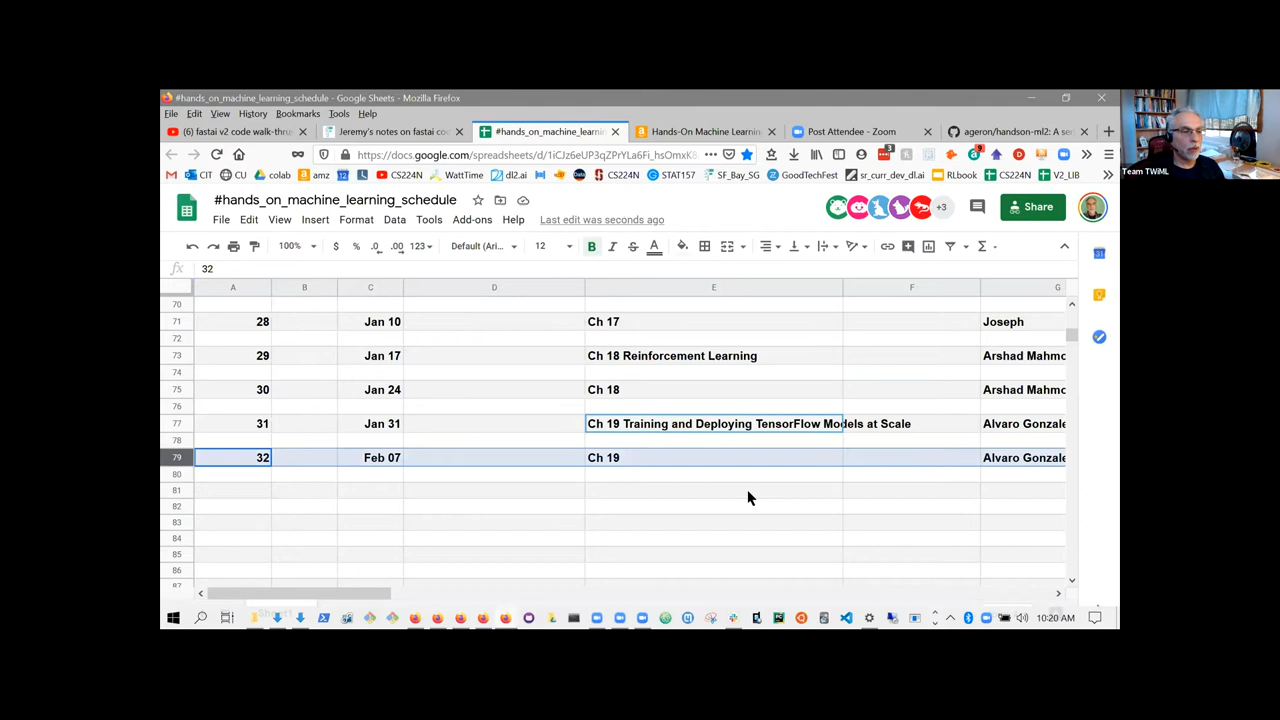 #hands_on_machine_learning_schedule - Google Sheets - Mozilla Firefox
File Edit View History Bookmarks Tools Help
(6) fastai v2 code walk-thru
Jeremy's notes on fastai co
#hands_on_machine_learnin
Hands-On Machine Learning
Post Attendee - Zoom
ageron/handson-ml2: A se
https://docs.google.com/spreadsheets/d/1iCJz6eUP3qZPrYLa6Fi_hsOmxK8
CIT CU colab amz 12 CS224N WattTime dl2.ai CS224N STAT157 SF_Bay_SG GoodTechFest sr_curr_dev_dl.ai RLbook CS224N V2_LIB
#hands_on_machine_learning_schedule
File Edit View Insert Format Data Tools Add-ons Help Last edit was seconds ago
+3
Share
100% $ % .0 .00 123 Default (Ari... 12 B I S A
fx 32
A B C D E F G
70
71 28 Jan 10 Ch 17 Joseph
72
73 29 Jan 17 Ch 18 Reinforcement Learning Arshad Mahmo
74
75 30 Jan 24 Ch 18 Arshad Mahmo
76
77 31 Jan 31 Ch 19 Training and Deploying TensorFlow Models at Scale Alvaro Gonzale
78
79 32 Feb 07 Ch 19 Alvaro Gonzale
80
81
82
83
84
85
86
87
10:20 AM
Team TWiML